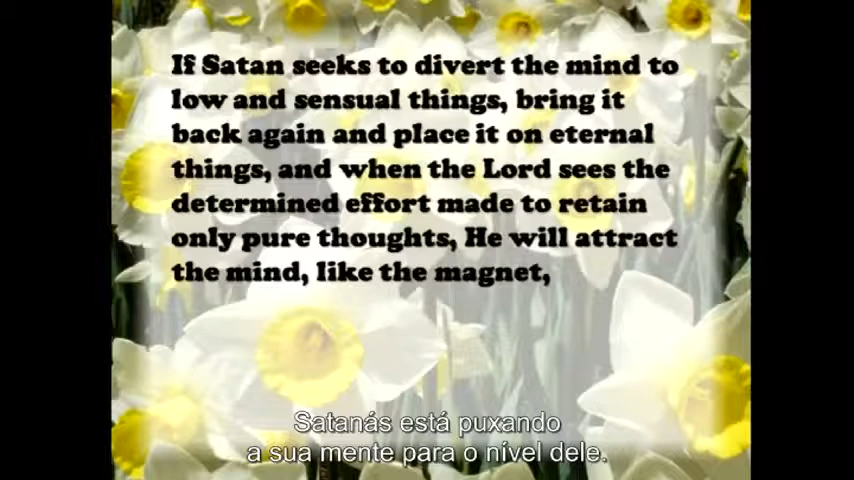 If Satan seeks to divert the mind to
low and sensual things, bring it
back again and place it on eternal
things, and when the Lord sees the
determined effort made to retain
only pure thoughts, He will attract
the mind, like the magnet,
Satanás está puxando
a sua mente para o nível dele.